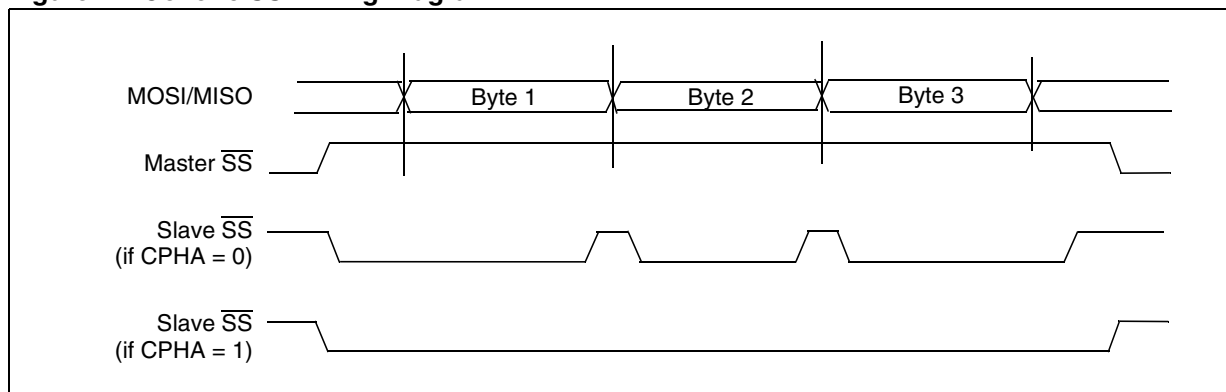 MOSI/MISO
Byte 1
Byte 2
Byte 3
Master SS
Slave SS
(if CPHA = 0)
Slave SS
(if CPHA = 1)